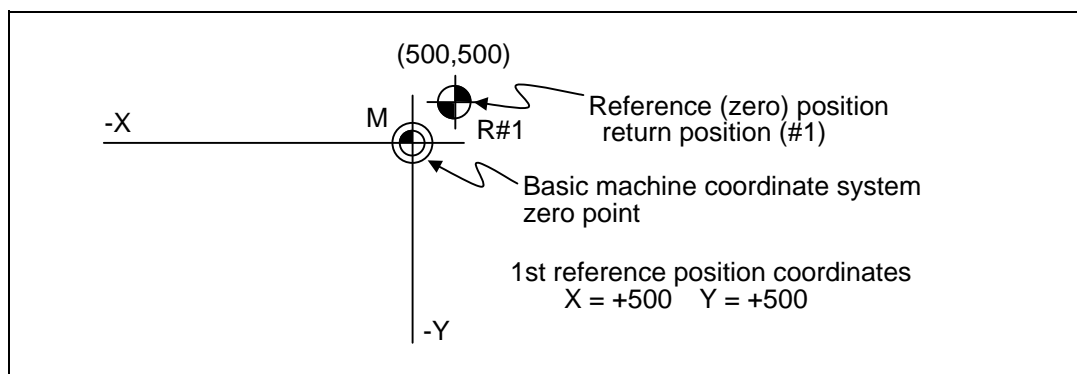 (500,500)
Reference (zero) position
return position (#1)
-X
M
R#1
Basic machine coordinate system
zero point
1st reference position coordinates
X = +500 Y = +500
-Y